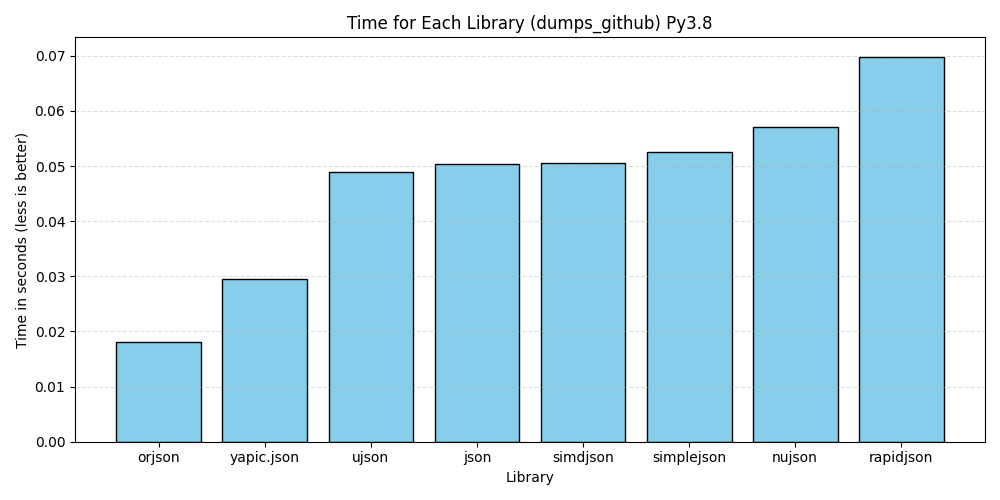 Time for Each Library (dumps_github) Py3.8
Time in seconds (less is better)
0.07
0.06
0.05
0.04
0.03
0.02
0.01
0.00
orjson yapic.json ujson json simdjson simplejson nujson rapidjson
Library